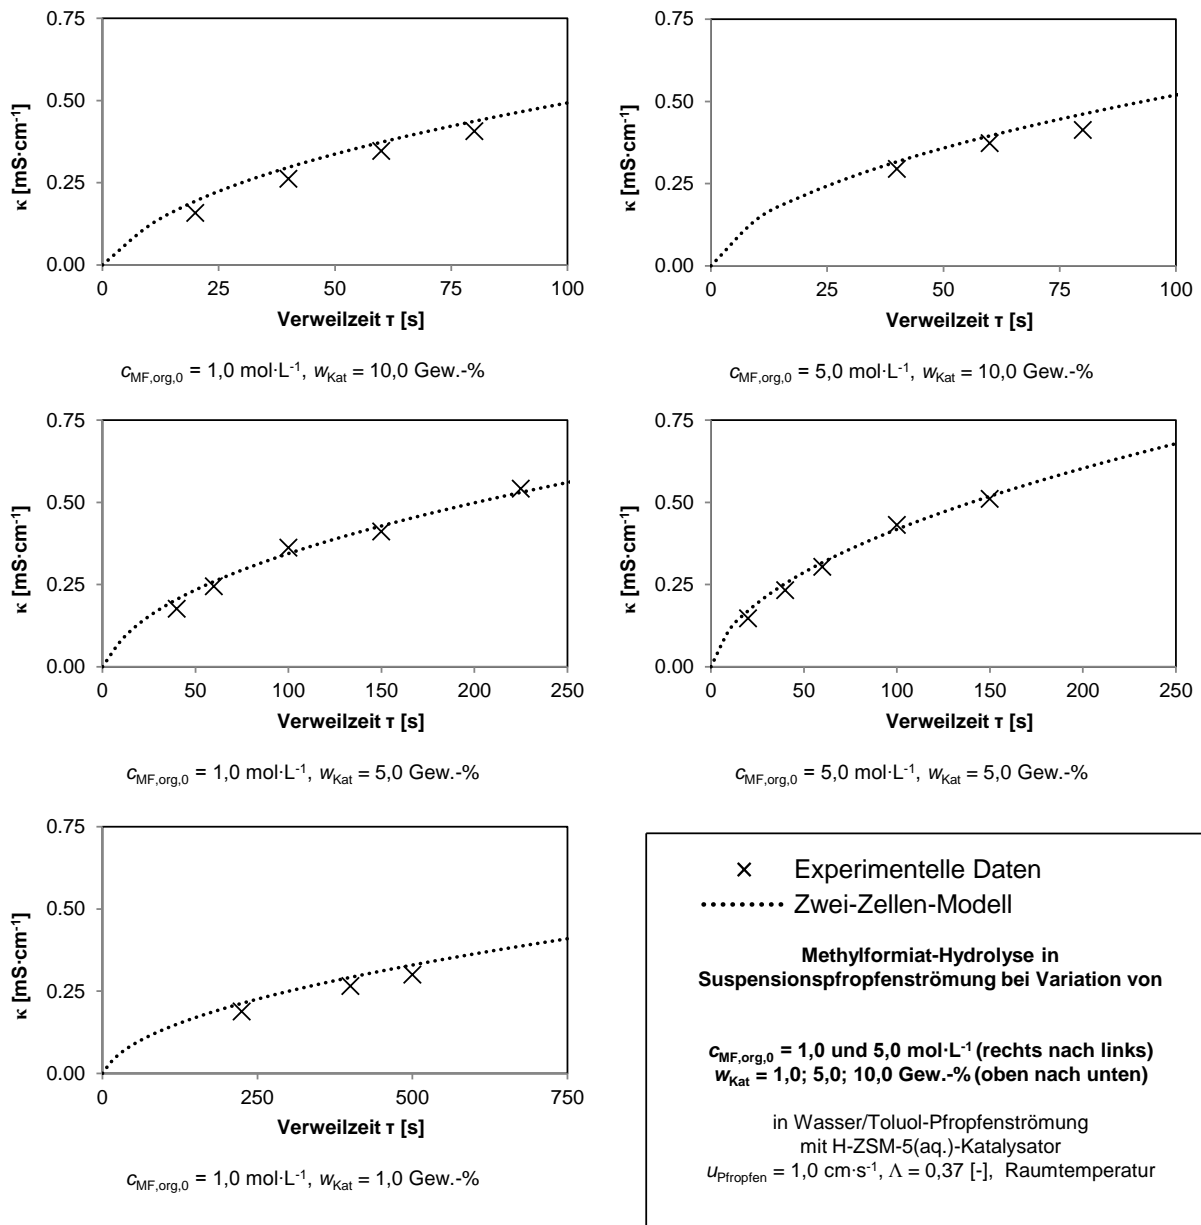 0.75
0.50
0.25
0.00
κ [mS·cm-1]
0 25 50 75 100
Verweilzeit τ [s]
cMF,org,0 = 1,0 mol·L-1, wKat = 10,0 Gew.-%
0.75
0.50
0.25
0.00
κ [mS·cm-1]
0 25 50 75 100
Verweilzeit τ [s]
cMF,org,0 = 5,0 mol·L-1, wKat = 10,0 Gew.-%
0.75
0.50
0.25
0.00
κ [mS·cm-1]
0 50 100 150 200 250
Verweilzeit τ [s]
cMF,org,0 = 1,0 mol·L-1, wKat = 5,0 Gew.-%
0.75
0.50
0.25
0.00
κ [mS·cm-1]
0 50 100 150 200 250
Verweilzeit τ [s]
cMF,org,0 = 5,0 mol·L-1, wKat = 5,0 Gew.-%
0.75
0.50
0.25
0.00
κ [mS·cm-1]
0 250 500 750
Verweilzeit τ [s]
cMF,org,0 = 1,0 mol·L-1, wKat = 1,0 Gew.-%
Experimentelle Daten
Zwei-Zellen-Modell
Methylformiat-Hydrolyse in
Suspensionspfropfenströmung bei Variation von
cMF,org,0 = 1,0 und 5,0 mol·L-1 (rechts nach links)
wKat = 1,0; 5,0; 10,0 Gew.-% (oben nach unten)
in Wasser/Toluol-Pfropfenströmung
mit H-ZSM-5(aq.)-Katalysator
uPfropfen = 1,0 cm·s-1, Λ = 0,37 [-], Raumtemperatur